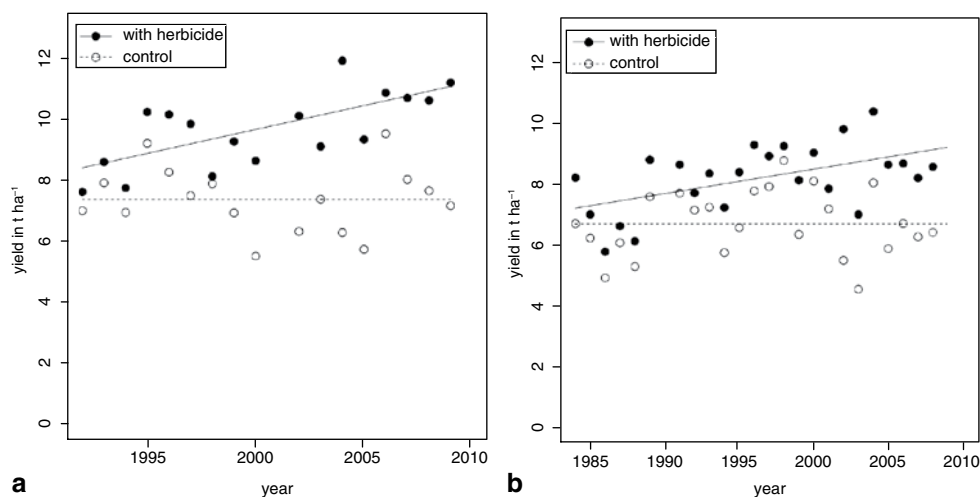 with herbicide
control
12
10
8
6
4
2
0
yield in t ha⁻¹
1995 2000 2005 2010
year
a
with herbicide
control
12
10
8
6
4
2
0
yield in t ha⁻¹
1985 1990 1995 2000 2005 2010
year
b